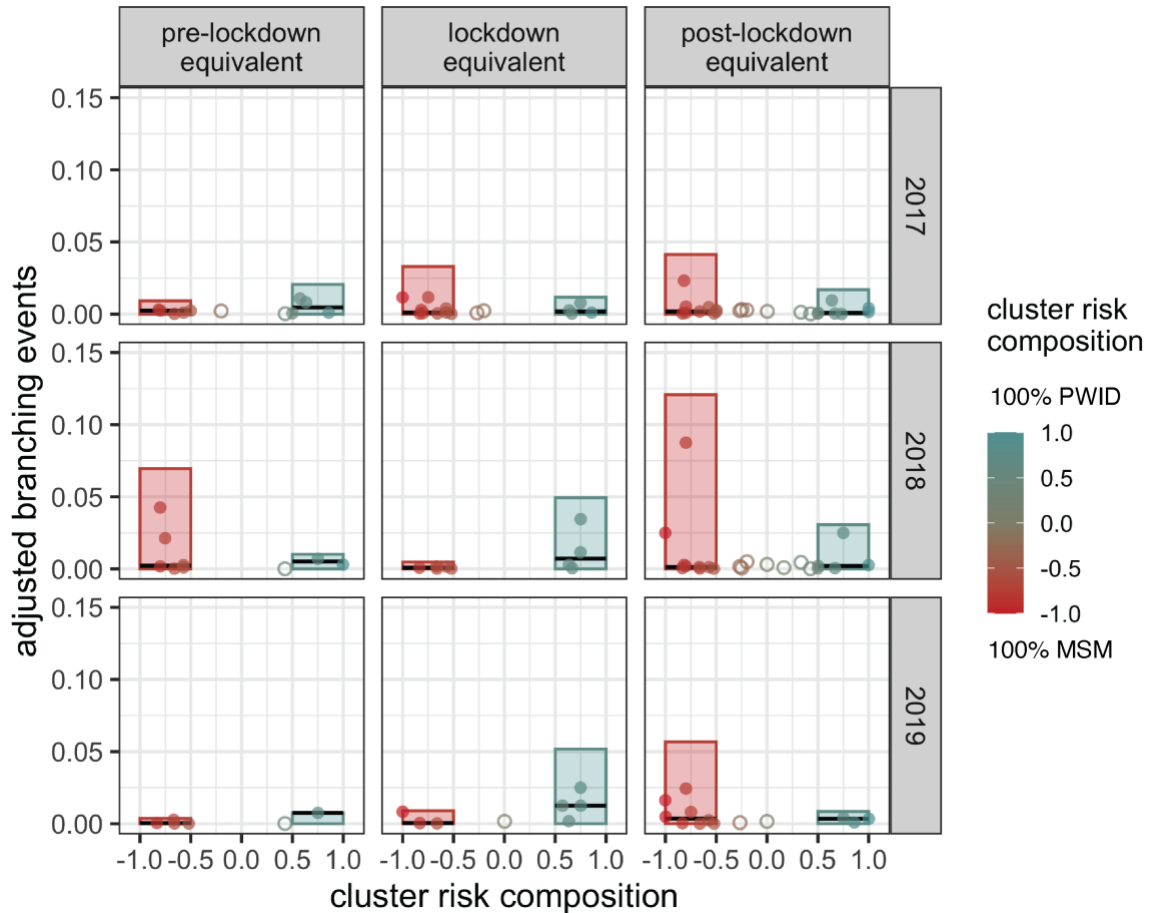 pre-lockdown
equivalent
lockdown
equivalent
post-lockdown
equivalent
adjusted branching events
0.15
0.10
0.05
0.00
2017
0.15
0.10
0.05
0.00
2018
0.15
0.10
0.05
0.00
2019
-1.0 -0.5 0.0 0.5 1.0
-1.0 -0.5 0.0 0.5 1.0
-1.0 -0.5 0.0 0.5 1.0
cluster risk composition
cluster risk
composition
100% PWID
1.0
0.5
0.0
-0.5
-1.0
100% MSM